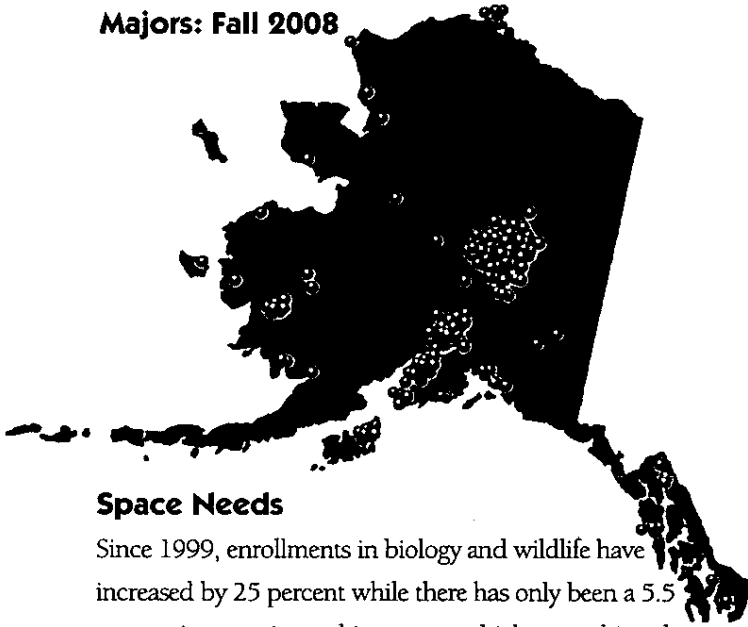 Majors: Fall 2008
Space Needs
Since 1999, enrollments in biology and wildlife have
increased by 25 percent while there has only been a 5.5